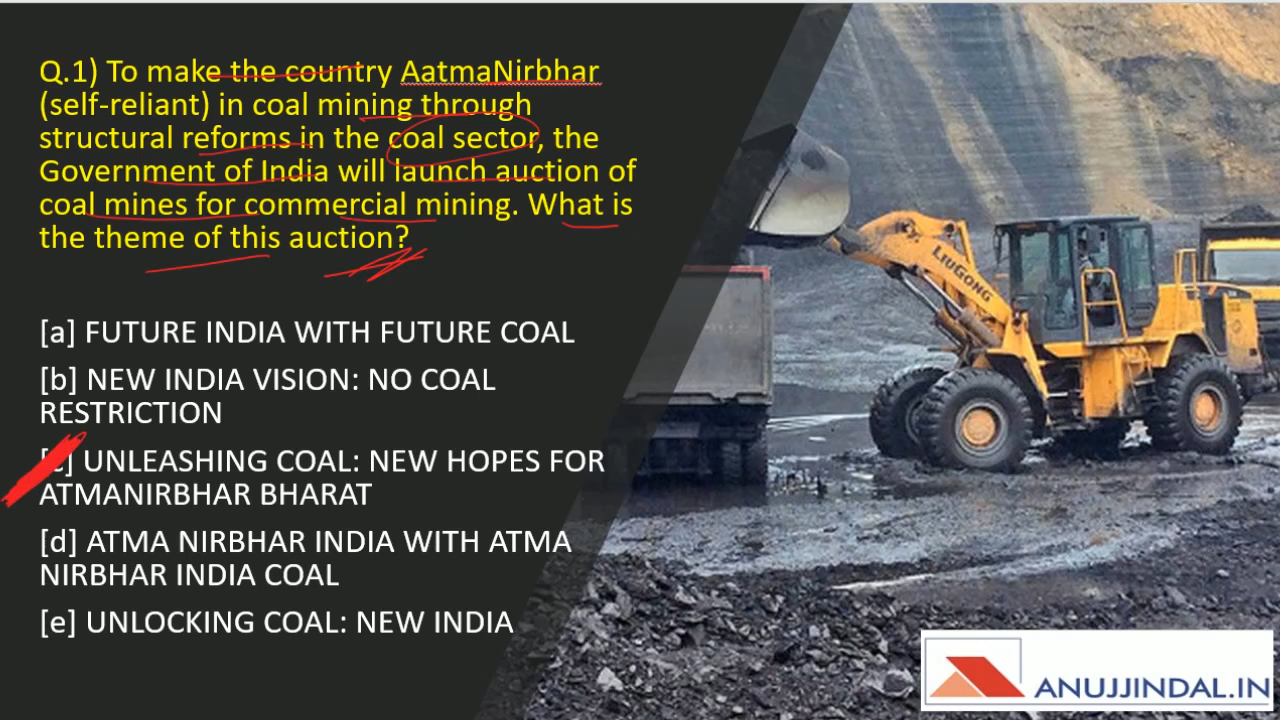 Q.1) To make the country AatmaNirbhar
(self-reliant) in coal mining through
structural reforms in the coal sector, the
Government of India will launch auction of
coal mines for commercial mining. What is
the theme of this auction?
[a] FUTURE INDIA WITH FUTURE COAL
[b] NEW INDIA VISION: NO COAL
RESTRICTION
[c] UNLEASHING COAL: NEW HOPES FOR
ATMANIRBHAR BHARAT
[d] ATMA NIRBHAR INDIA WITH ATMA
NIRBHAR INDIA COAL
[e] UNLOCKING COAL: NEW INDIA
LIUGONG
ANUJJINDAL.IN